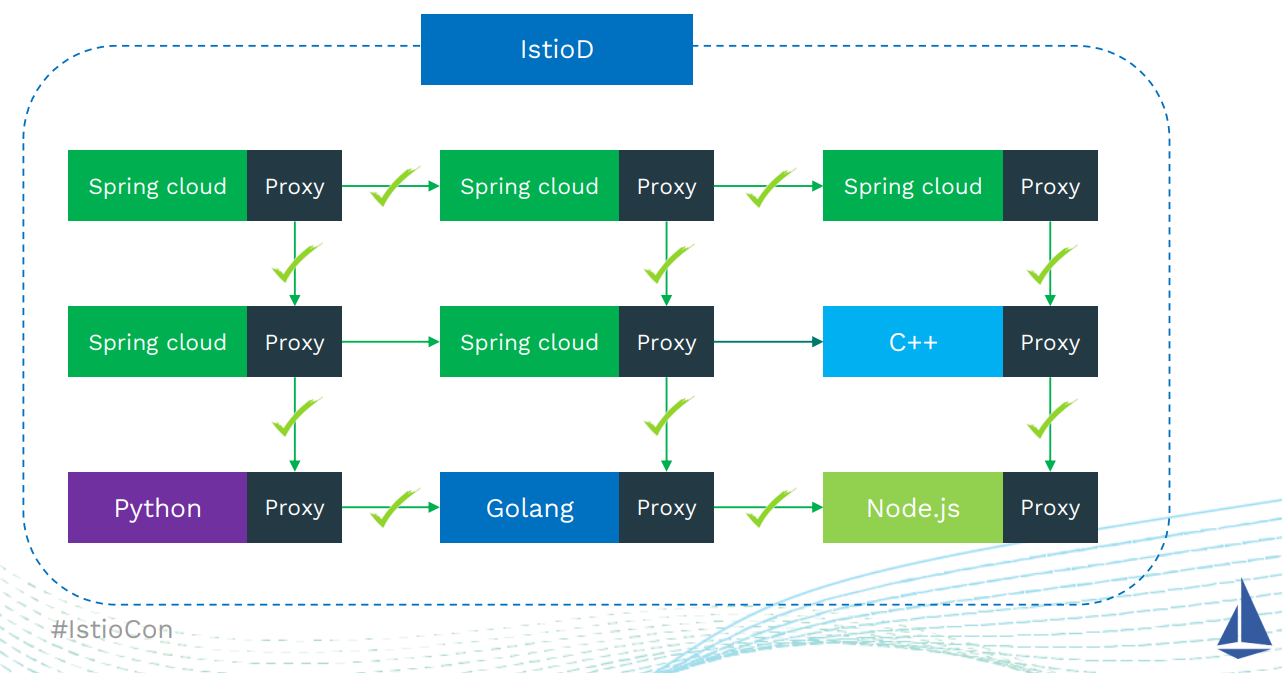 IstioD
Spring cloud Proxy Spring cloud Proxy Spring cloud Proxy
Spring cloud Proxy Spring cloud Proxy C++ Proxy
Python Proxy Golang Proxy Node.js Proxy
#IstioCon